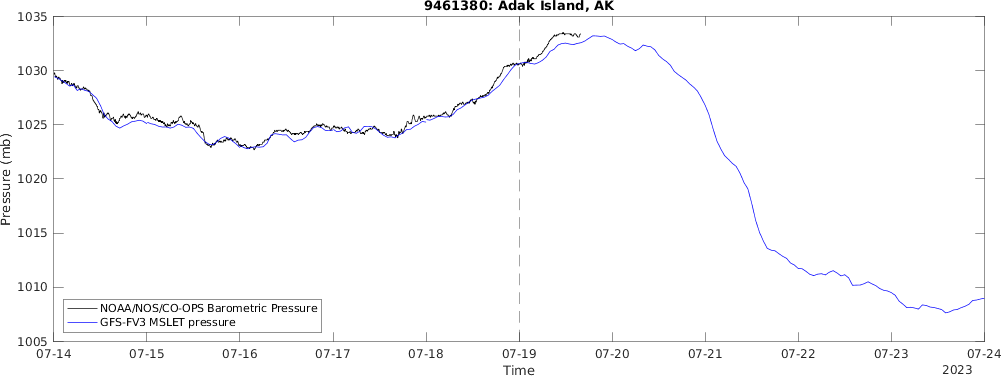 9461380: Adak Island, AK
Pressure (mb)
1035
1030
1025
1020
1015
1010
1005
NOAA/NOS/CO-OPS Barometric Pressure
GFS-FV3 MSLET pressure
07-14 07-15 07-16 07-17 07-18 07-19 07-20 07-21 07-22 07-23 07-24
Time
2023